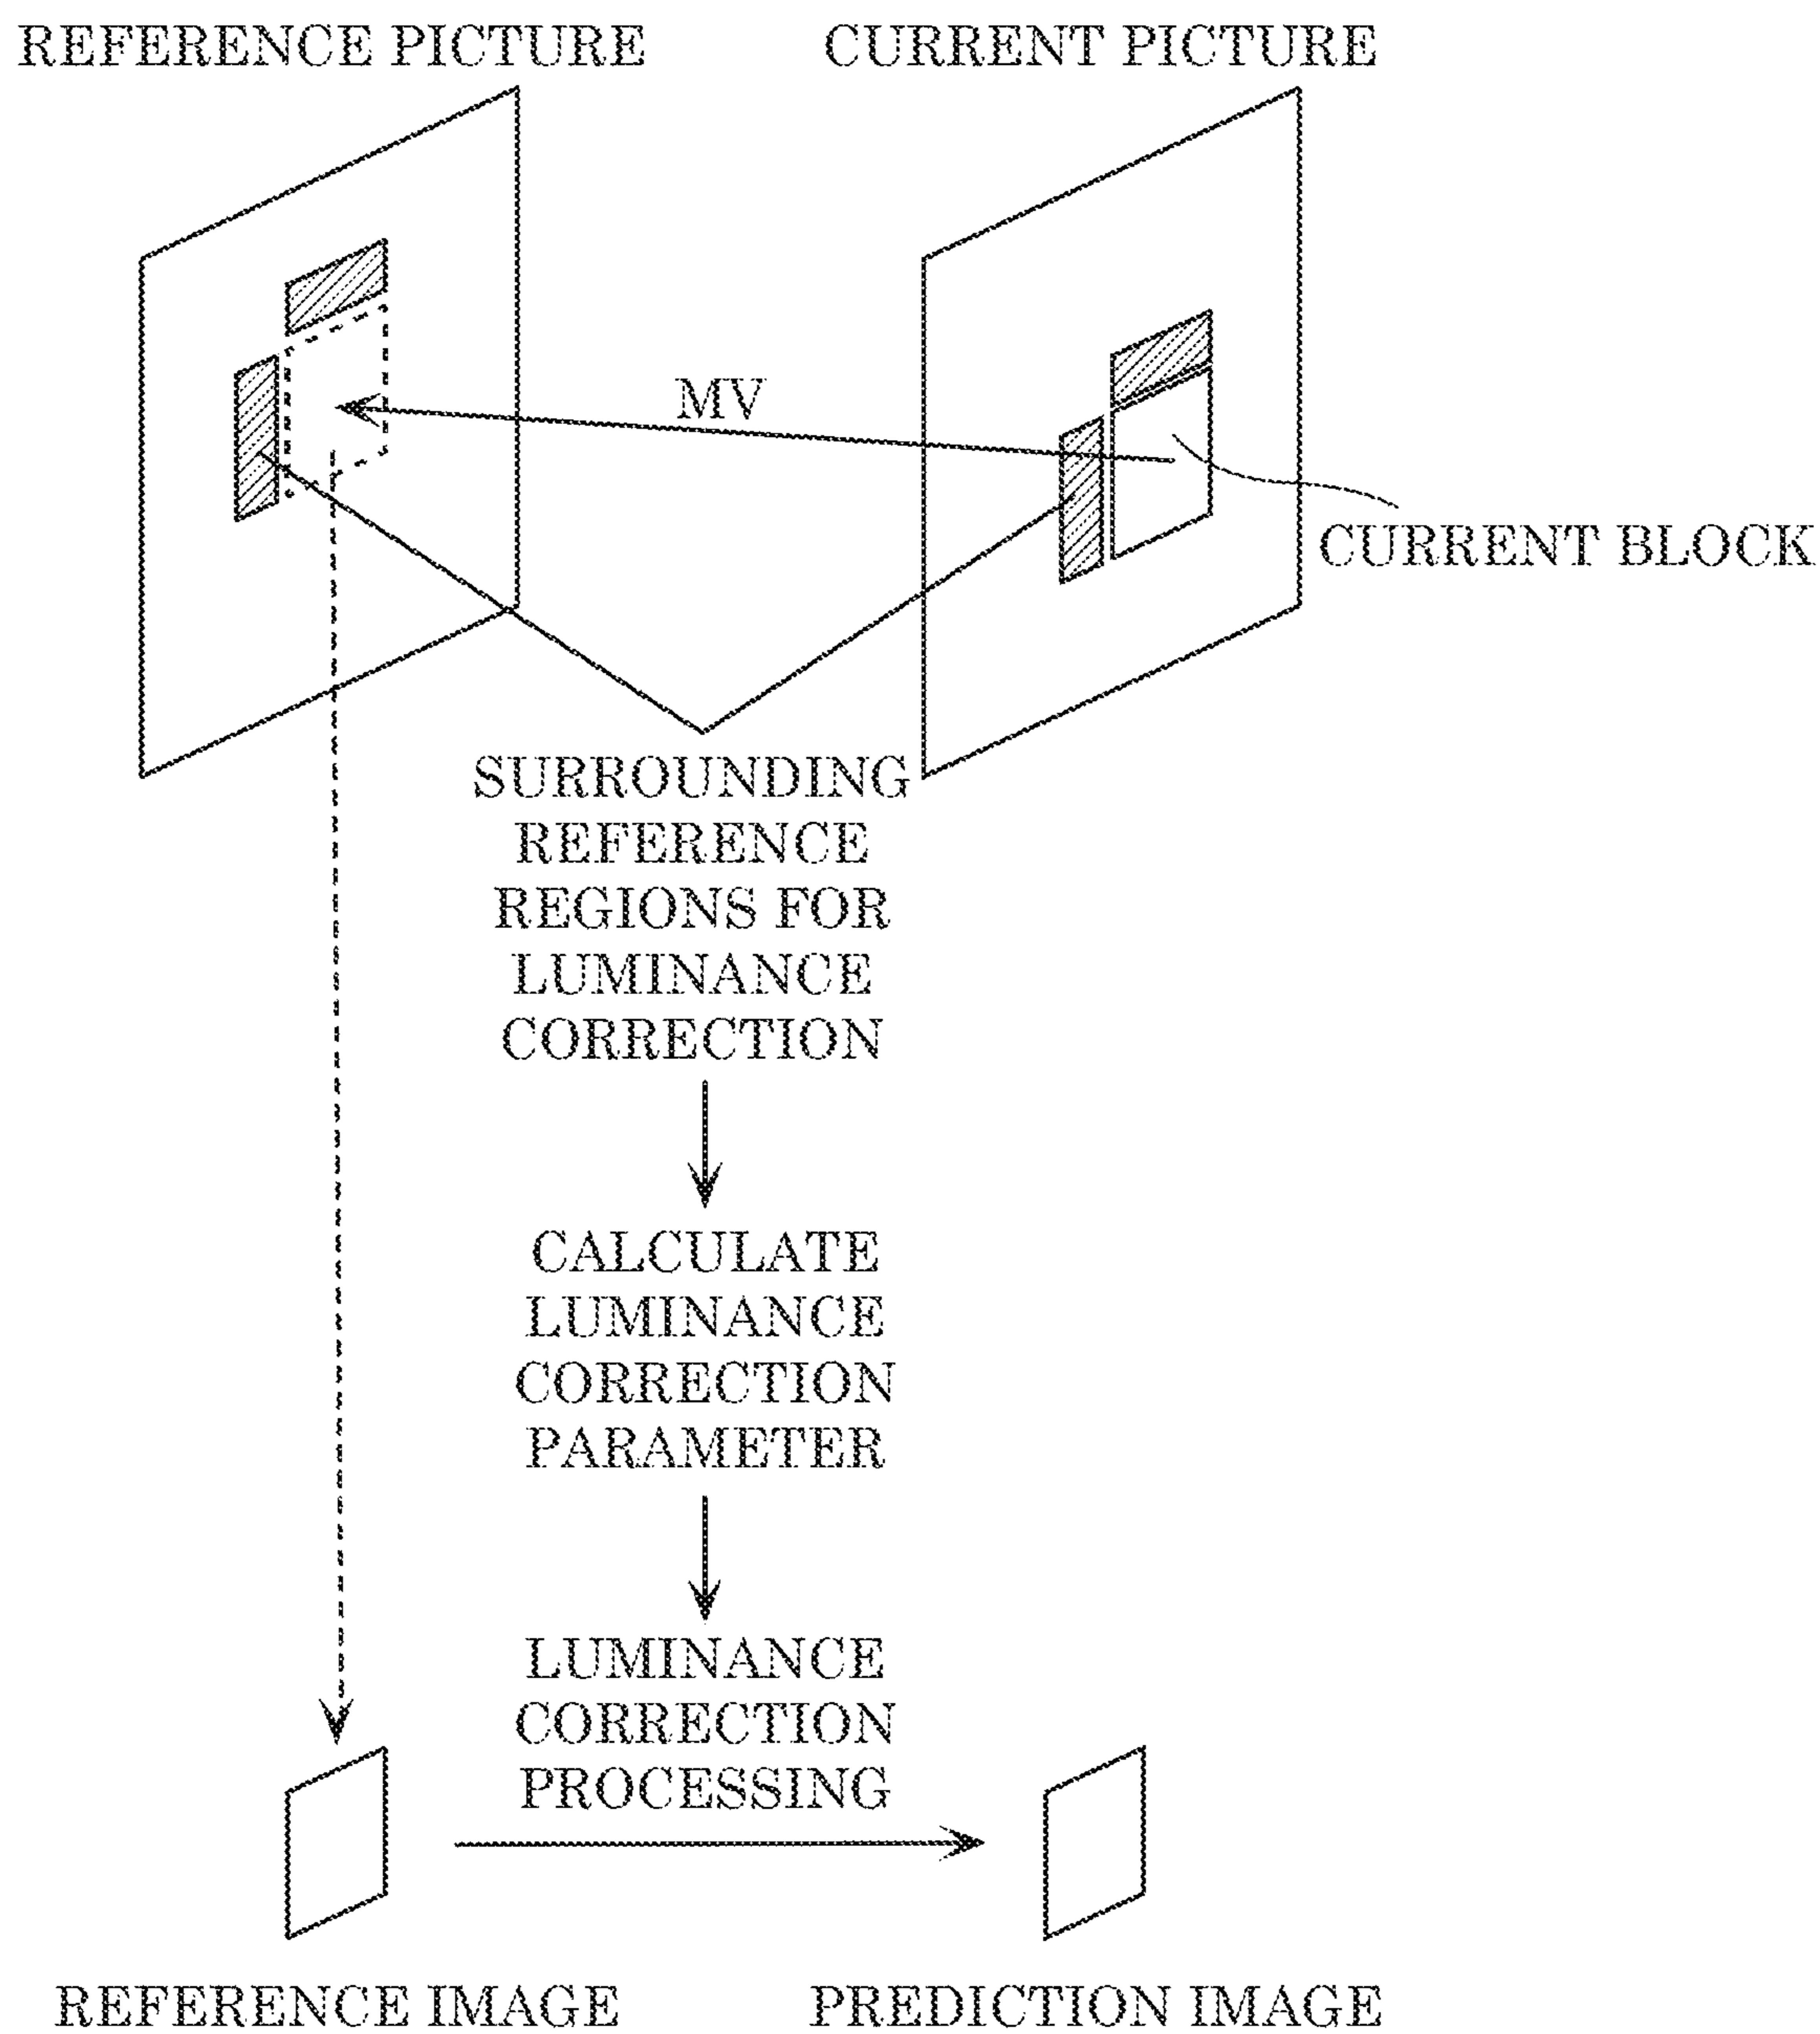 REFERENCE PICTURE
CURRENT PICTURE
MV
CURRENT BLOCK
SURROUNDING
REFERENCE
REGIONS FOR
LUMINANCE
CORRECTION
CALCULATE
LUMINANCE
CORRECTION
PARAMETER
LUMINANCE
CORRECTION
PROCESSING
REFERENCE IMAGE
PREDICTION IMAGE